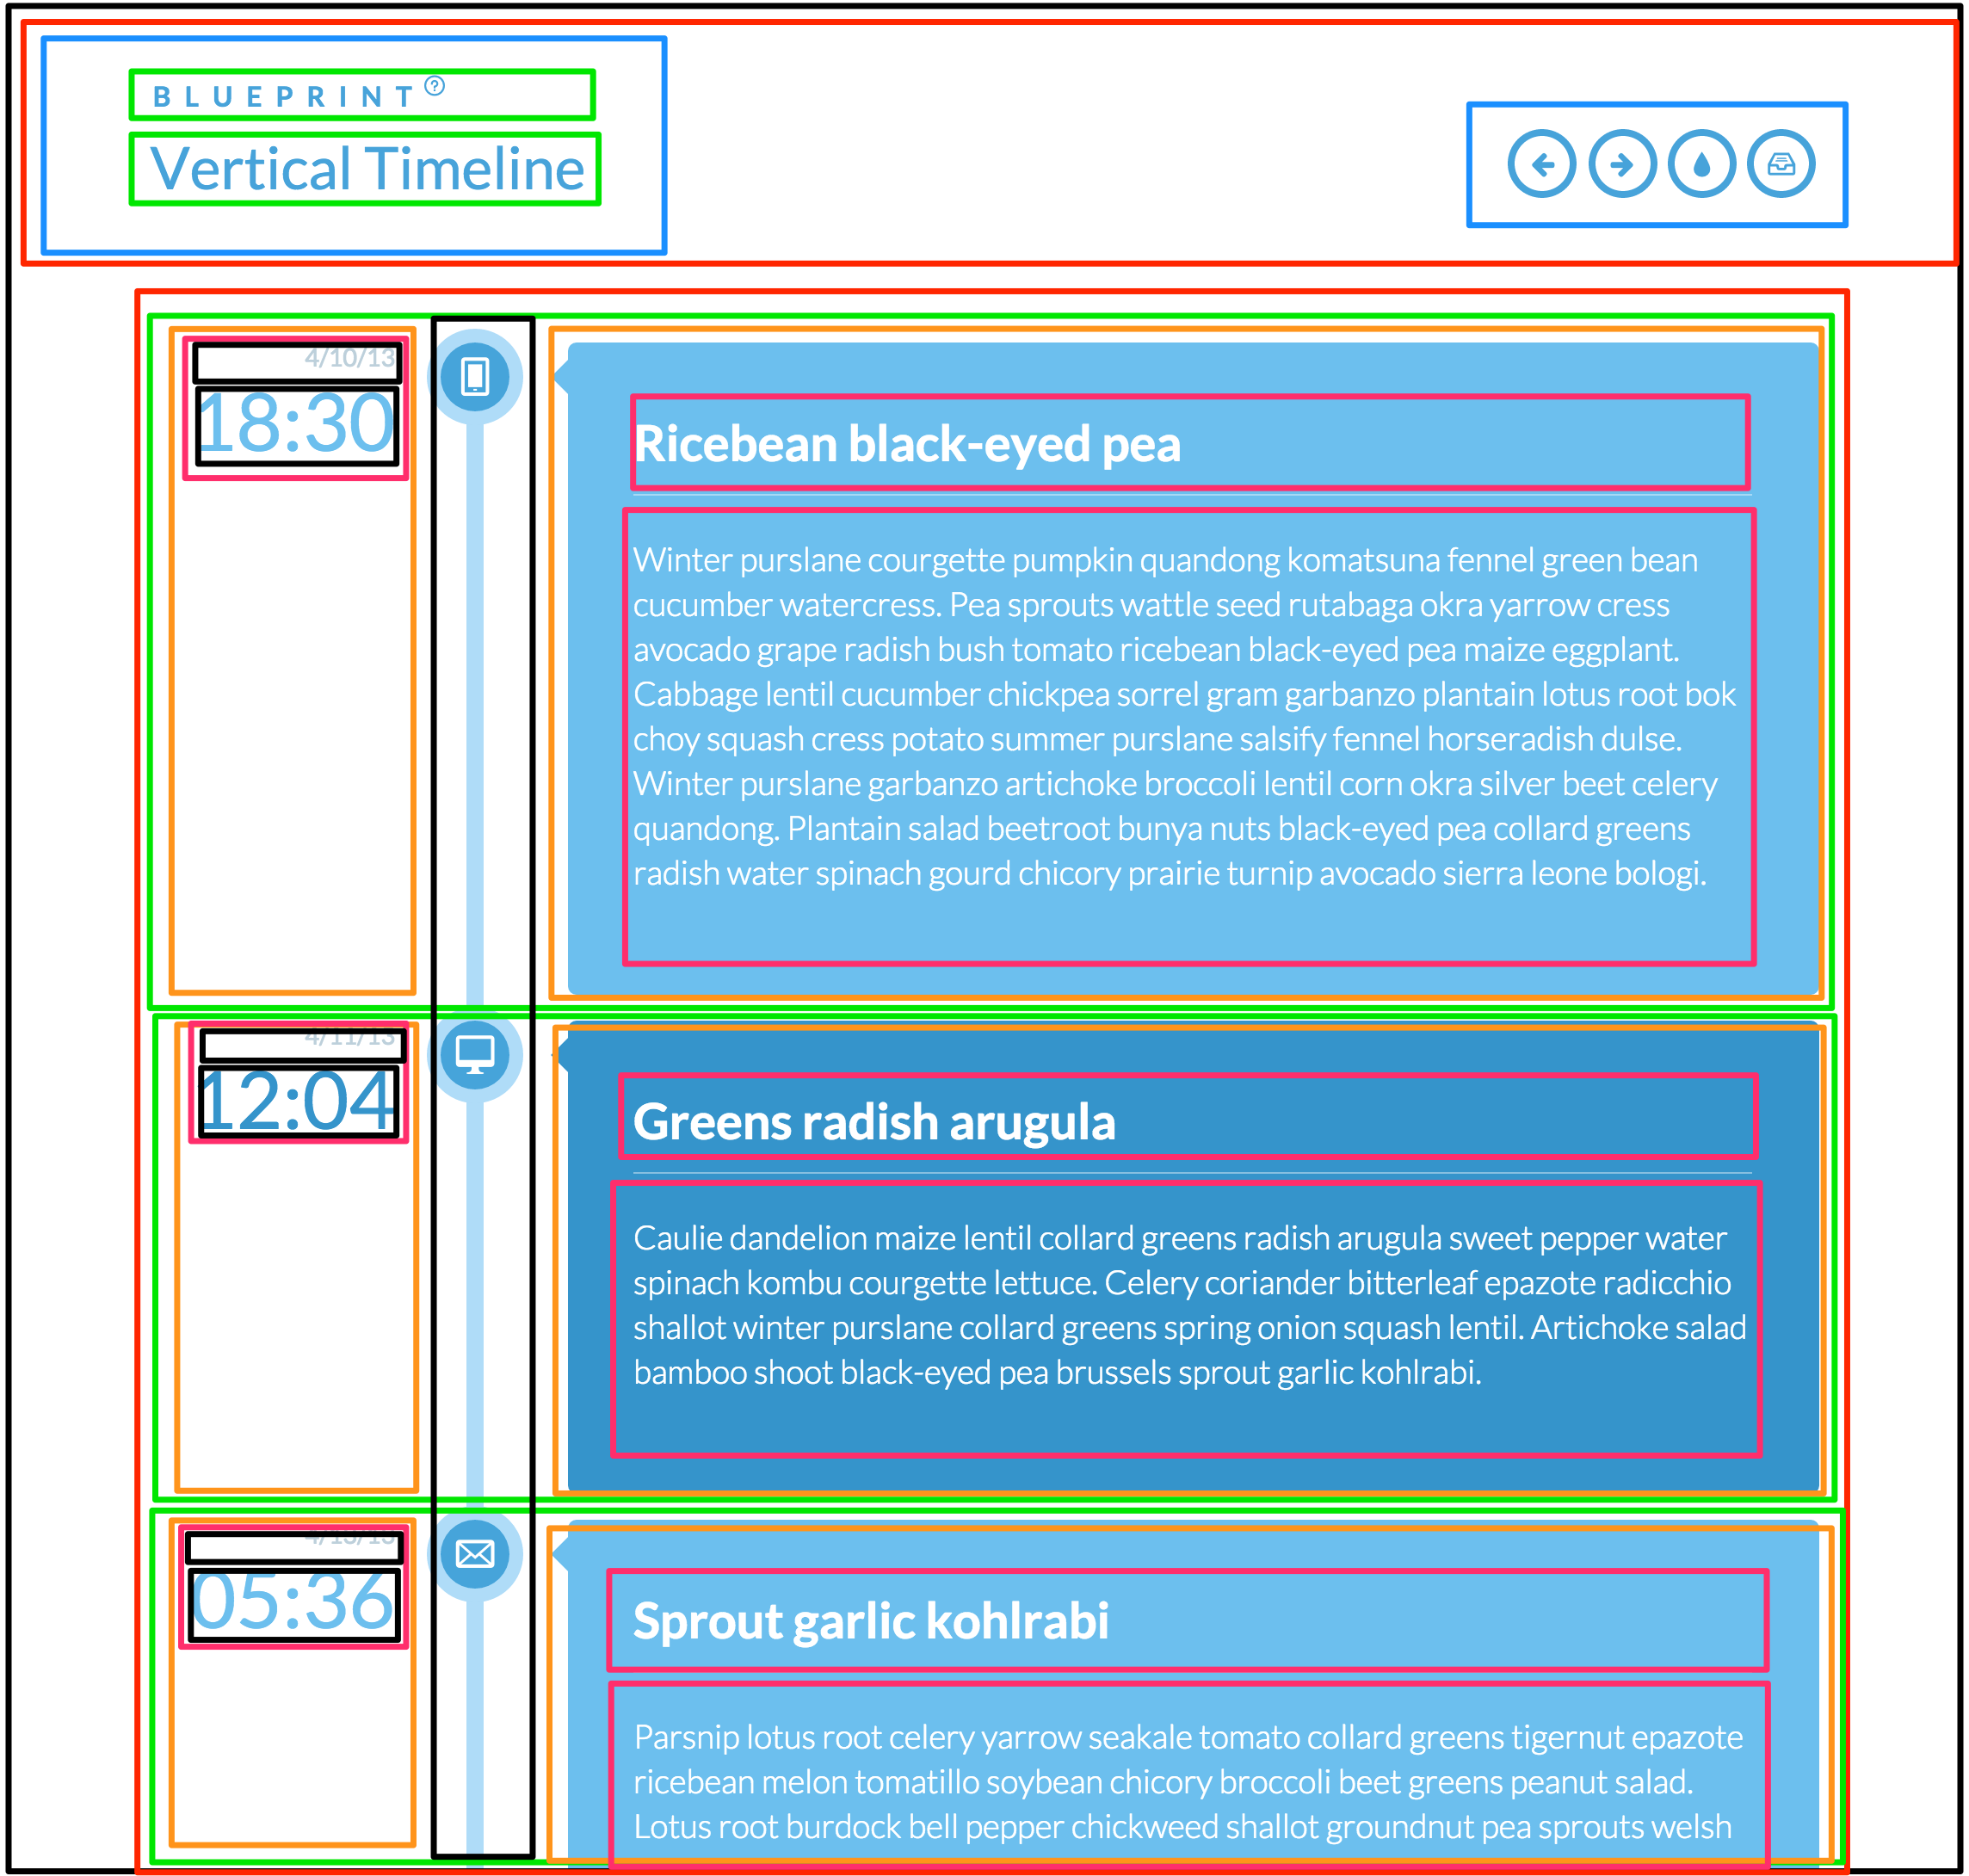 BLUEPRINT
Vertical Timeline
4/10/13
18:30
Ricebean black-eyed pea
Winter purslane courgette pumpkin quandong komatsuna fennel green bean
cucumber watercress. Pea sprouts wattle seed rutabaga okra yarrow cress
avocado grape radish bush tomato ricebean black-eyed pea maize eggplant.
Cabbage lentil cucumber chickpea sorrel gram garbanzo plantain lotus root bok
choy squash cress potato summer purslane salsify fennel horseradish dulse.
Winter purslane garbanzo artichoke broccoli lentil corn okra silver beet celery
quandong. Plantain salad beetroot bunya nuts black-eyed pea collard greens
radish water spinach gourd chicory prairie turnip avocado sierra leone bologi.
4/11/13
12:04
Greens radish arugula
Caulie dandelion maize lentil collard greens radish arugula sweet pepper water
spinach kombu courgette lettuce. Celery coriander bitterleaf epazote radicchio
shallot winter purslane collard greens spring onion squash lentil. Artichoke salad
bamboo shoot black-eyed pea brussels sprout garlic kohlrabi.
05:36
Sprout garlic kohlrabi
Parsnip lotus root celery yarrow seakale tomato collard greens tigernut epazote
ricebean melon tomatillo soybean chicory broccoli beet greens peanut salad.
Lotus root burdock bell pepper chickweed shallot groundnut pea sprouts welsh